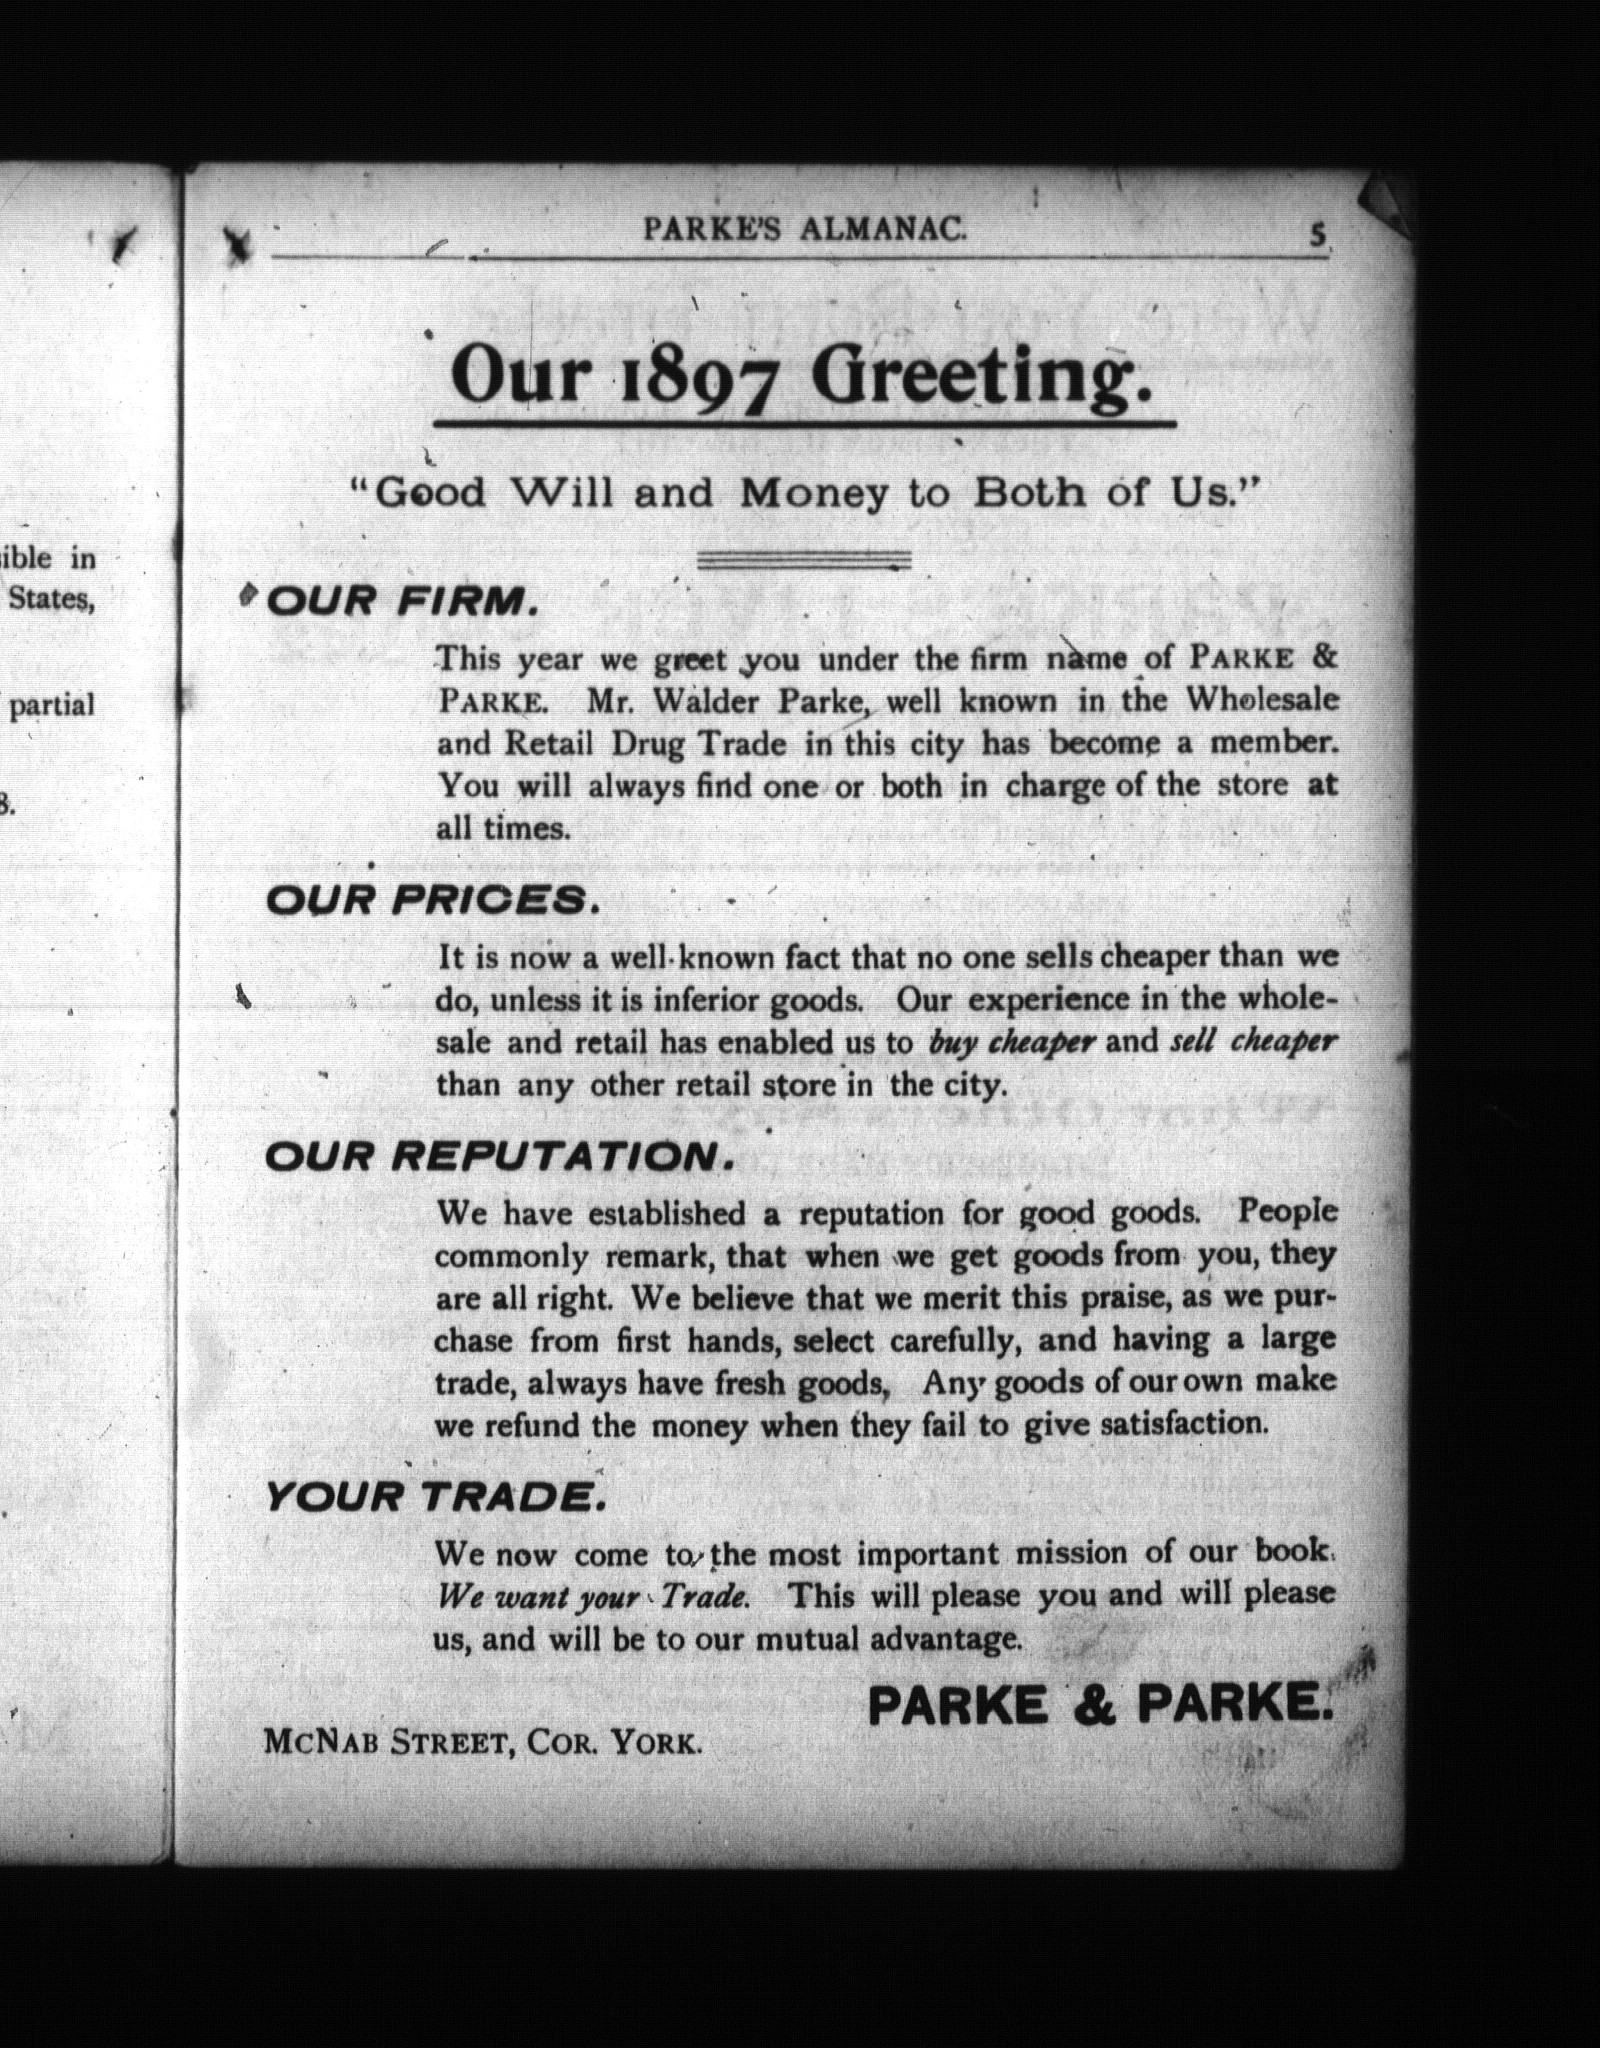 ible in
States,
partial
8.
PARKE'S ALMANAC. 5
Our 1897 Greeting.
"Good Will and Money to Both of Us."
OUR FIRM.
This year we greet you under the firm name of PARKE &
PARKE. Mr. Walder Parke, well known in the Wholesale
and Retail Drug Trade in this city has become a member.
You will always find one or both in charge of the store at
all times.
OUR PRICES.
It is now a well-known fact that no one sells cheaper than we
do, unless it is inferior goods. Our experience in the whole-
sale and retail has enabled us to buy cheaper and sell cheaper
than any other retail store in the city.
OUR REPUTATION.
We have established a reputation for good goods. People
commonly remark, that when we get goods from you, they
are all right. We believe that we merit this praise, as we pur-
chase from first hands, select carefully, and having a large
trade, always have fresh goods, Any goods of our own make
we refund the money when they fail to give satisfaction.
YOUR TRADE.
We now come to the most important mission of our book.
We want your Trade. This will please you and will please
us, and will be to our mutual advantage.
PARKE & PARKE.
MCNAB STREET, COR. YORK.